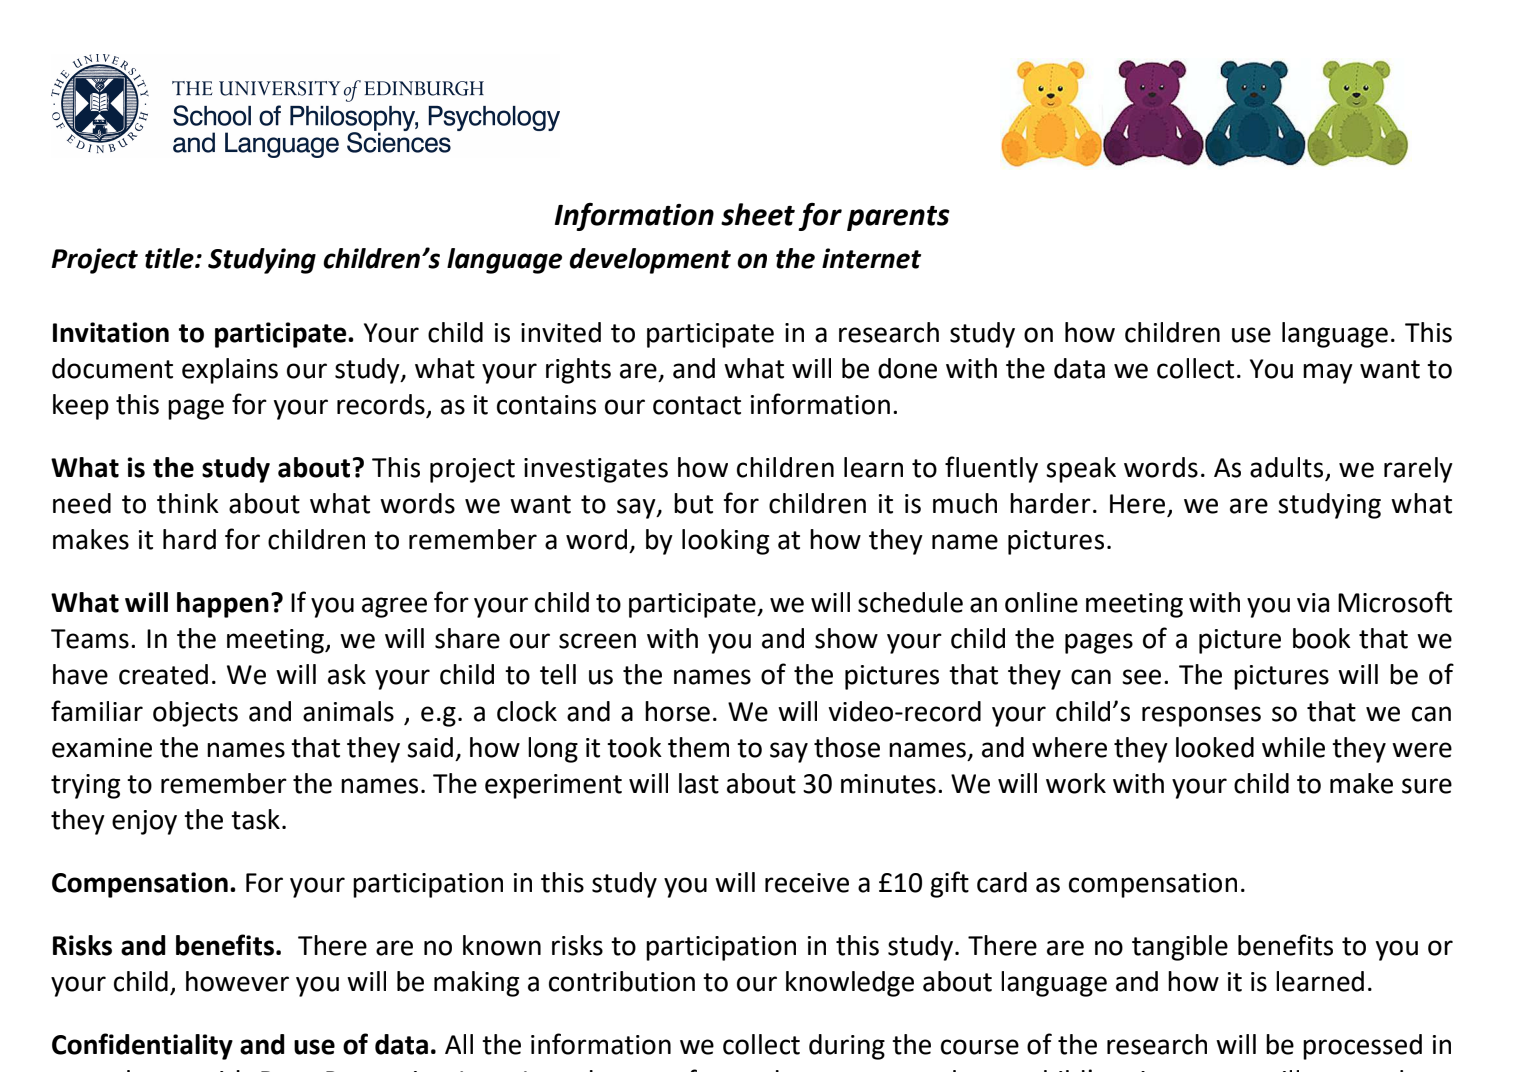 THE UNIVERSITY OF EDINBURGH
THE UNIVERSITY of EDINBURGH
School of Philosophy, Psychology
and Language Sciences
Information sheet for parents
Project title: Studying children’s language development on the internet
Invitation to participate. Your child is invited to participate in a research study on how children use language. This
document explains our study, what your rights are, and what will be done with the data we collect. You may want to
keep this page for your records, as it contains our contact information.
What is the study about? This project investigates how children learn to fluently speak words. As adults, we rarely
need to think about what words we want to say, but for children it is much harder. Here, we are studying what
makes it hard for children to remember a word, by looking at how they name pictures.
What will happen? If you agree for your child to participate, we will schedule an online meeting with you via Microsoft
Teams. In the meeting, we will share our screen with you and show your child the pages of a picture book that we
have created. We will ask your child to tell us the names of the pictures that they can see. The pictures will be of
familiar objects and animals , e.g. a clock and a horse. We will video-record your child’s responses so that we can
examine the names that they said, how long it took them to say those names, and where they looked while they were
trying to remember the names. The experiment will last about 30 minutes. We will work with your child to make sure
they enjoy the task.
Compensation. For your participation in this study you will receive a £10 gift card as compensation.
Risks and benefits. There are no known risks to participation in this study. There are no tangible benefits to you or
your child, however you will be making a contribution to our knowledge about language and how it is learned.
Confidentiality and use of data. All the information we collect during the course of the research will be processed in